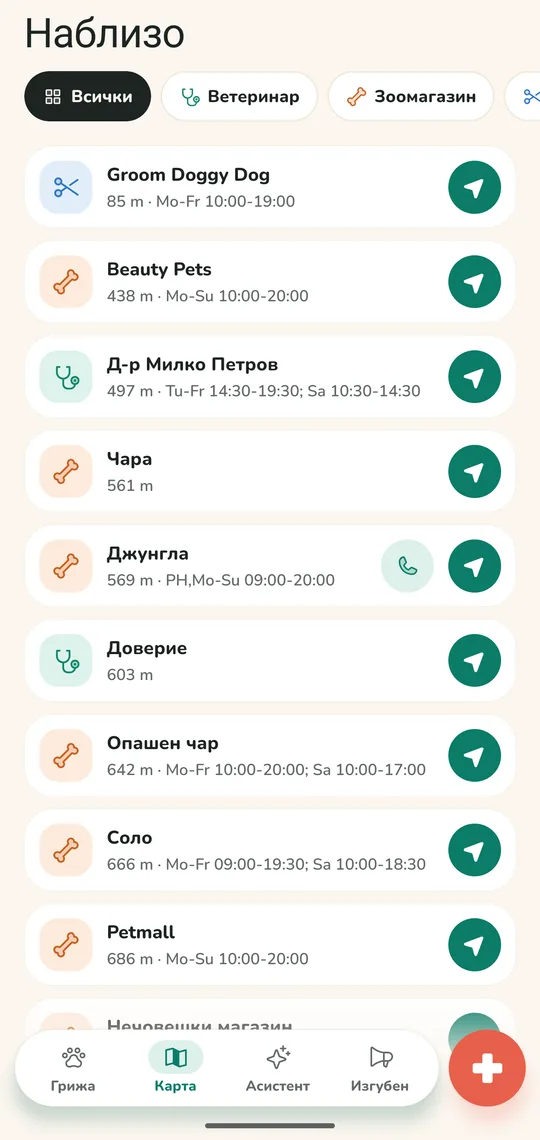 Наблизо
Всички
Ветеринар
Зоомагазин
Groom Doggy Dog
85 m · Mo-Fr 10:00-19:00
Beauty Pets
438 m · Mo-Su 10:00-20:00
Д-р Милко Петров
497 m · Tu-Fr 14:30-19:30; Sa 10:30-14:30
Чара
561 m
Джунгла
569 m · PH,Mo-Su 09:00-20:00
Доверие
603 m
Опашен чар
642 m · Mo-Fr 10:00-20:00; Sa 10:00-17:00
Соло
666 m · Mo-Fr 09:00-19:30; Sa 10:00-18:30
Petmall
686 m · Mo-Su 10:00-20:00
Нечовешки магазин
Грижа
Карта
Асистент
Изгубен